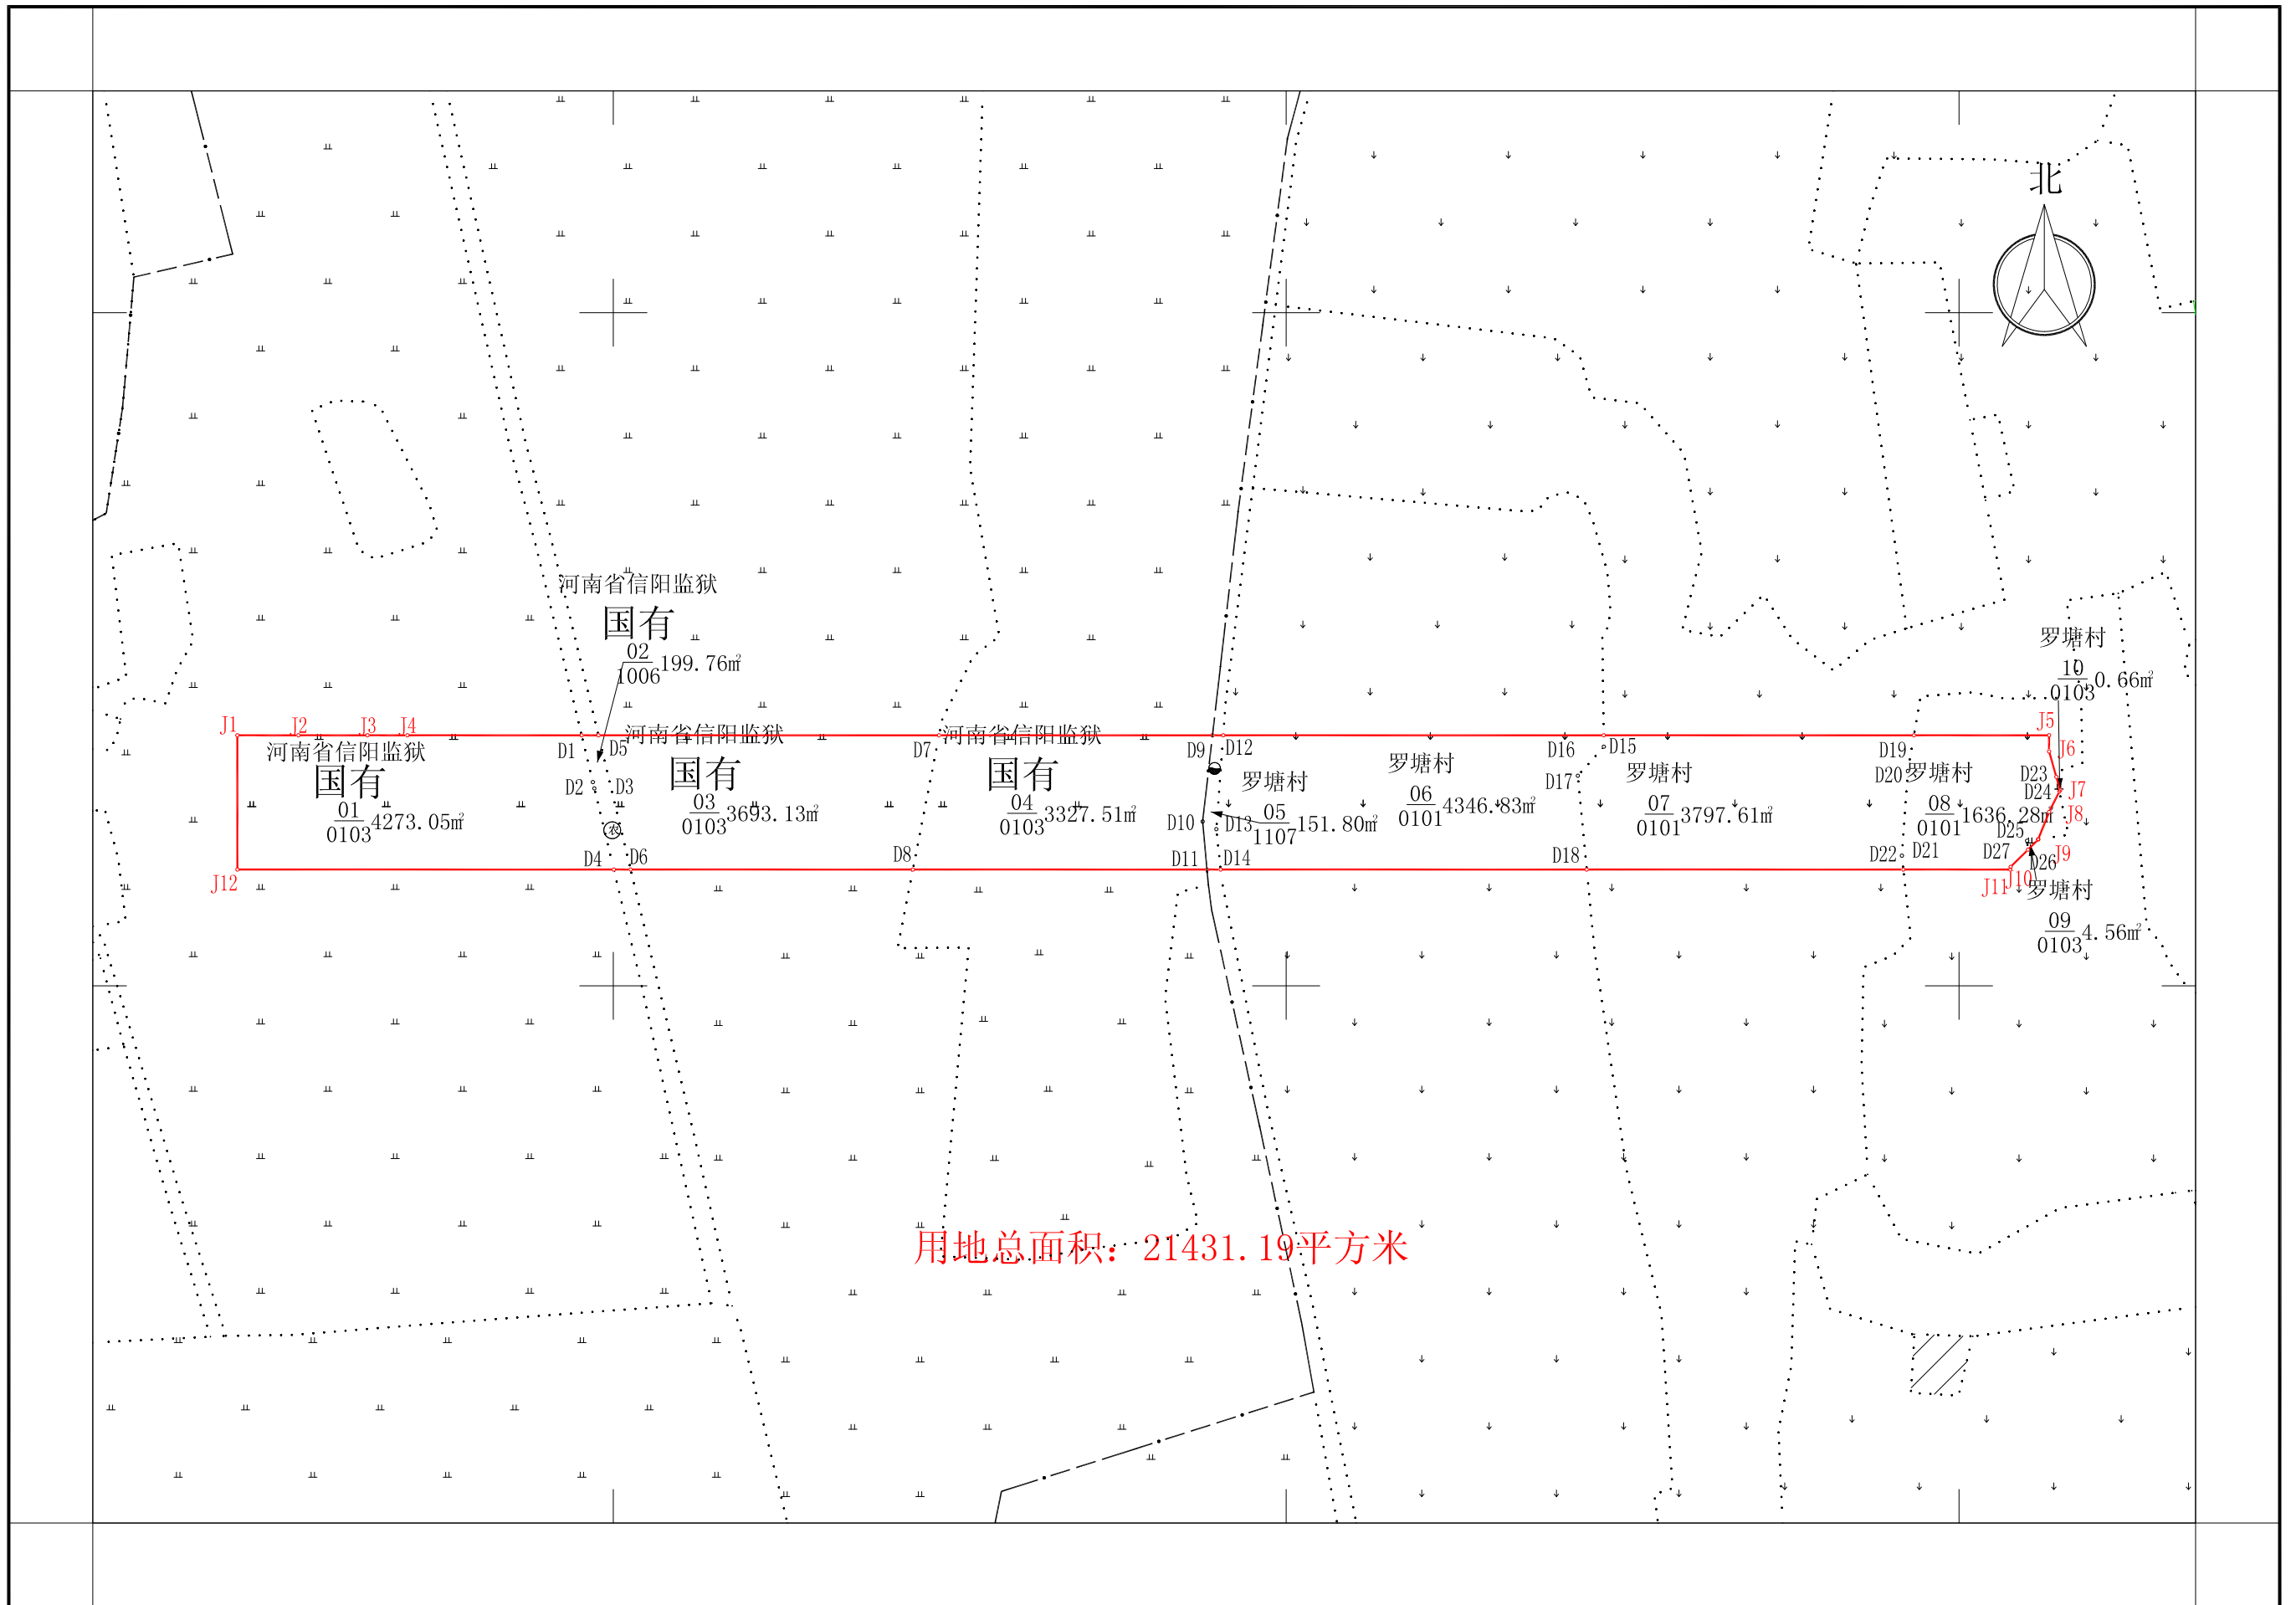 北
河南省信阳监狱
国有
02
1006
199.76㎡
罗塘村
10
0103
0.66㎡
J1
J2
J3
J4
J5
J6
J7
J8
J9
J10
J11
J12
河南省信阳监狱
国有
01
0103
4273.05㎡
D1
D2
D3
D4
D5
D6
农
河南省信阳监狱
国有
03
0103
3693.13㎡
D7
D8
河南省信阳监狱
国有
04
0103
3327.51㎡
D9
D10
D11
D12
D13
D14
罗塘村
05
1107
151.80㎡
罗塘村
06
0101
4346.83㎡
D16
D15
D17
D18
罗塘村
07
0101
3797.61㎡
D19
D20
D21
D22
罗塘村
08
0101
1636.28㎡
D23
D24
D25
D26
D27
罗塘村
09
0103
4.56㎡
用地总面积：21431.19平方米